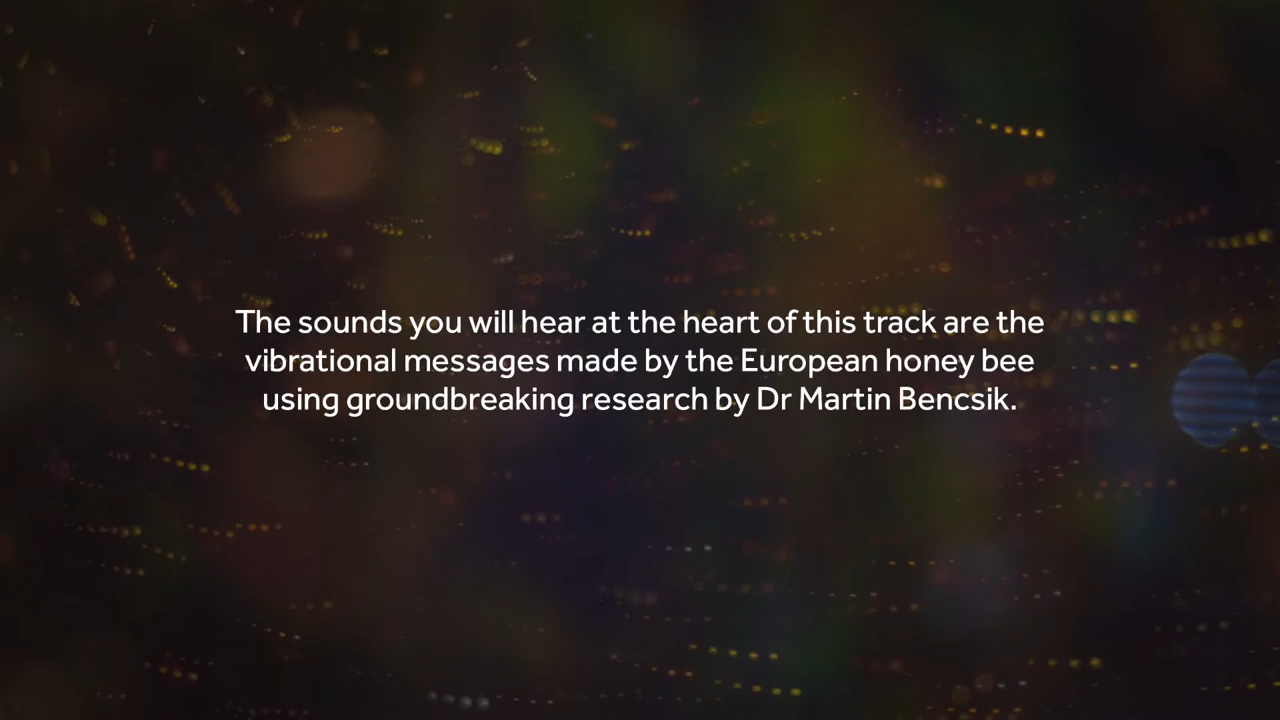 The sounds you will hear at the heart of this track are the
vibrational messages made by the European honey bee
using groundbreaking research by Dr Martin Bencsik.